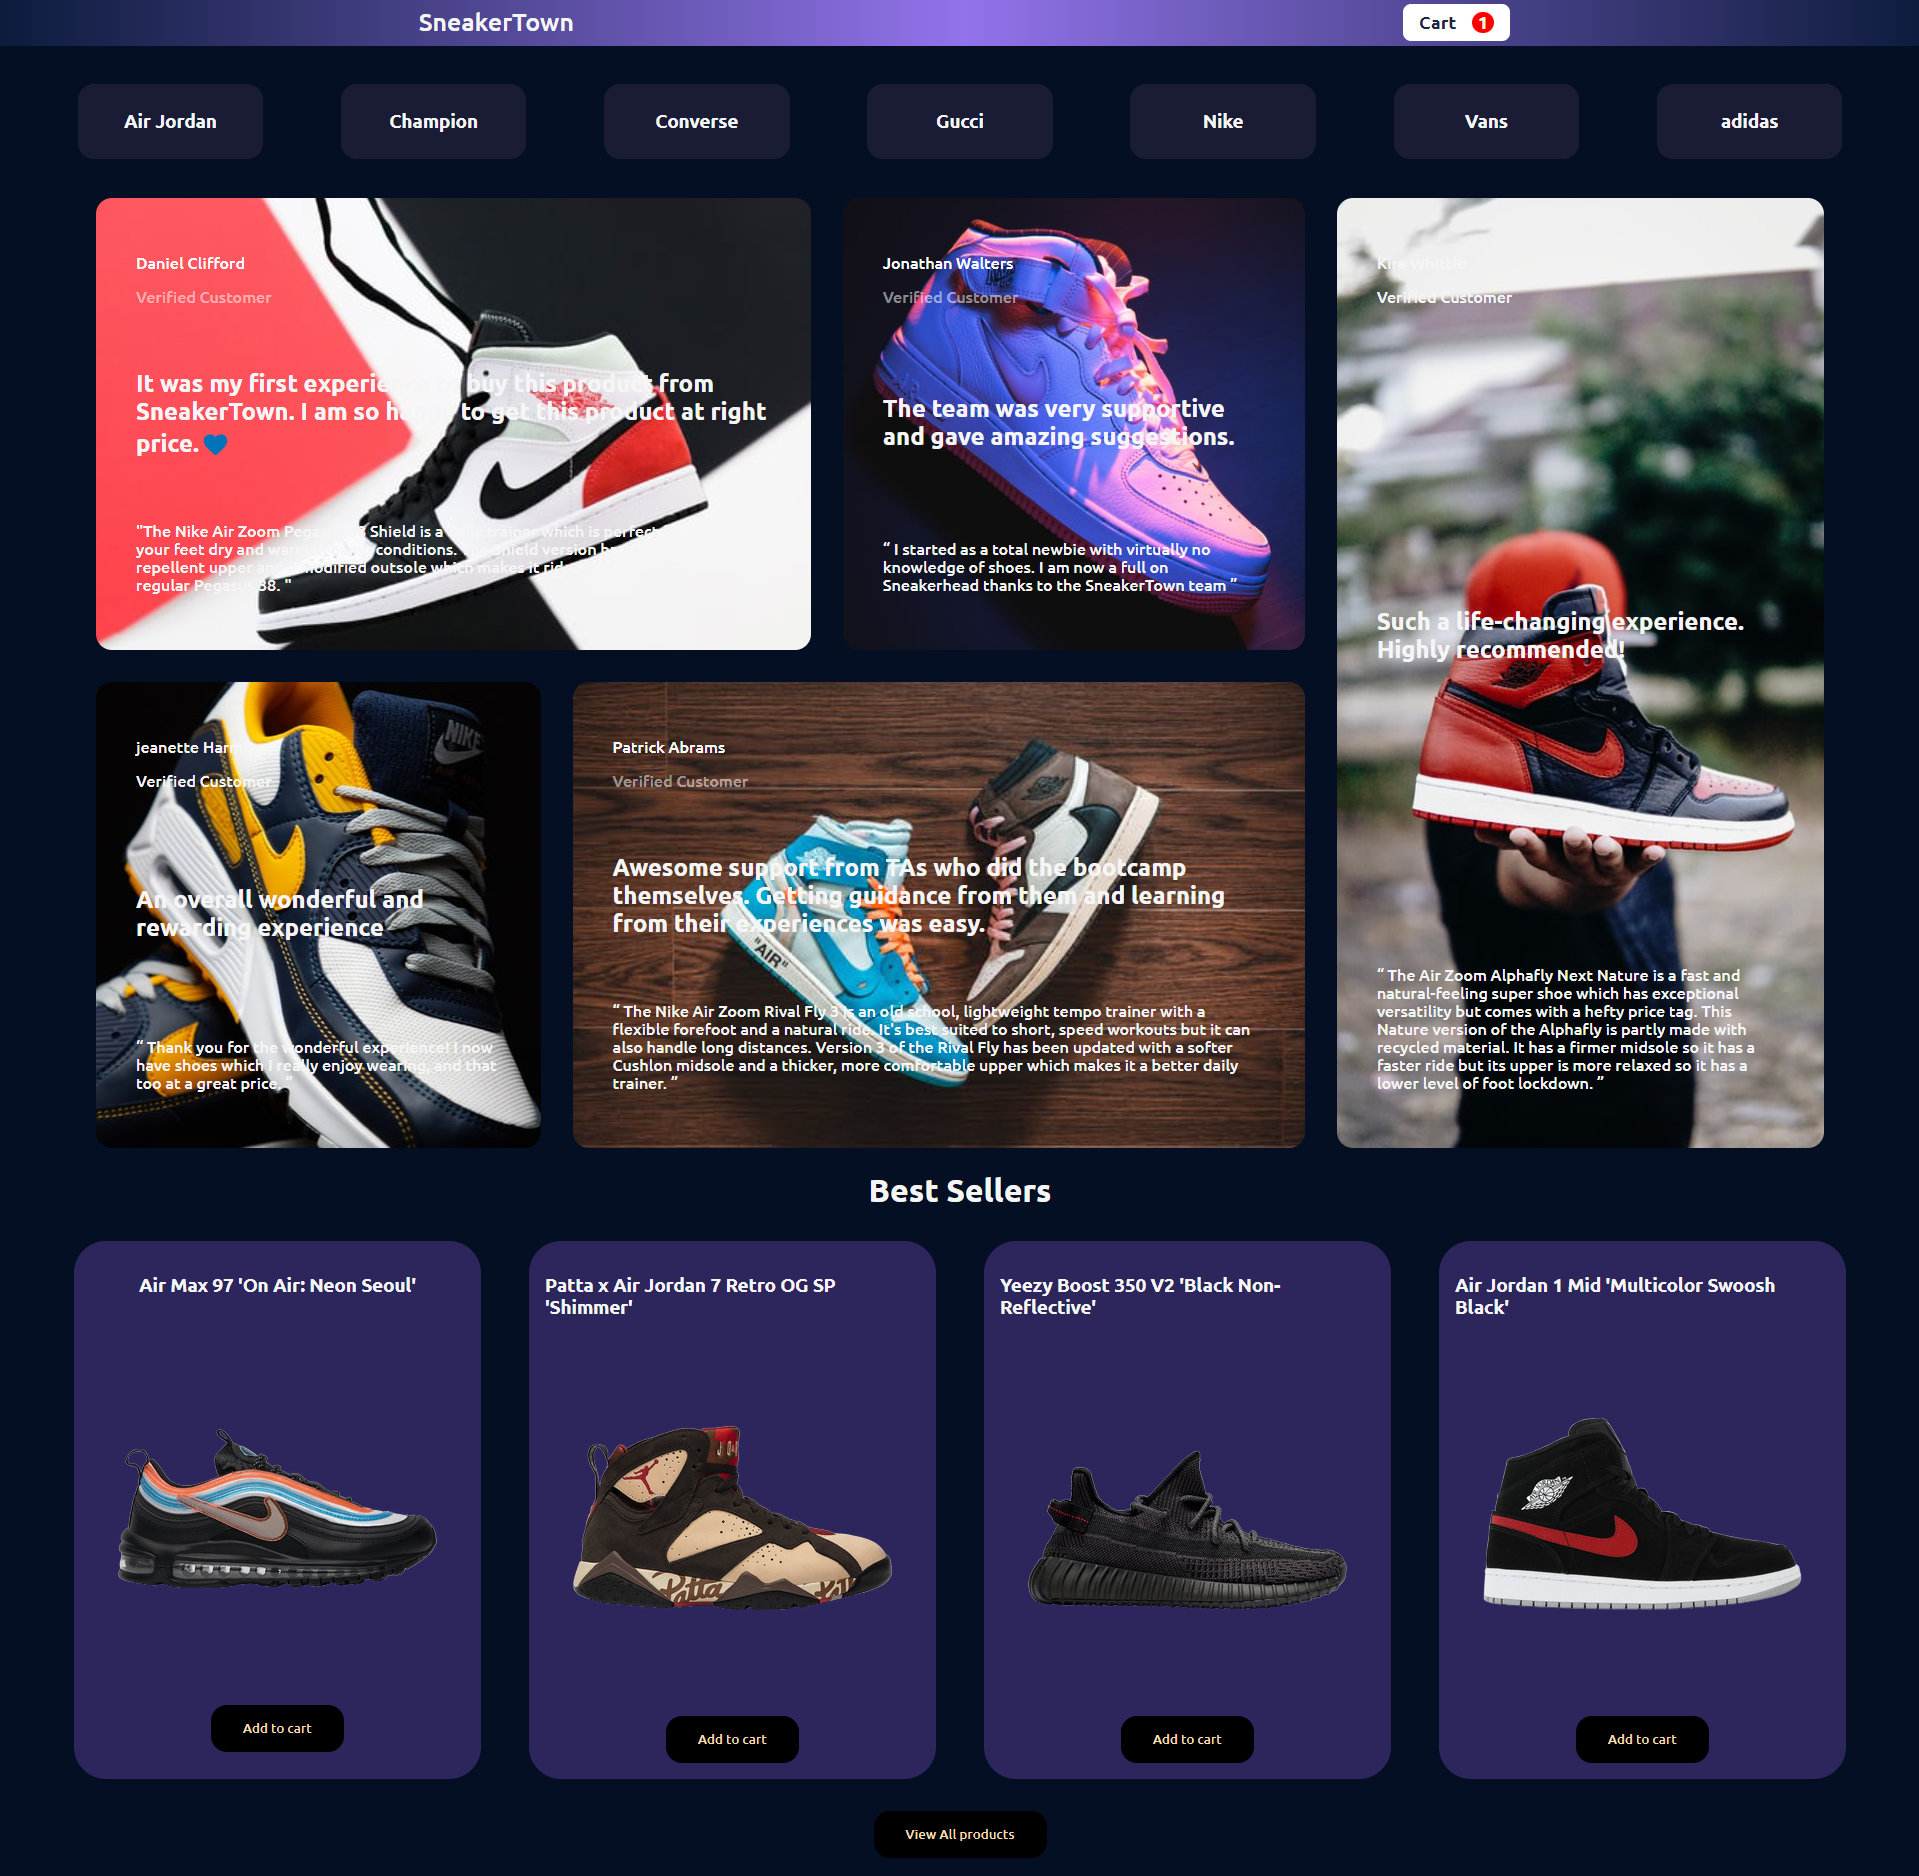 SneakerTown
Cart 1
Air Jordan
Champion
Converse
Gucci
Nike
Vans
adidas
Daniel Clifford
Verified Customer
It was my first buy this product from
SneakerTown. I am so to get this product at right
price.
"The Nike Air Zoom Shield is a trainer which is perfect
your feet dry and conditions. Shield version
repellent upper modified outsole which makes it
regular Pegasus 38. "
Jonathan Walters
Verified Customer
The team was very supportive
and gave amazing suggestions.
“ I started as a total newbie with virtually no
knowledge of shoes. I am now a full on
Sneakerhead thanks to the SneakerTown team ”
Kira Whittle
Verified Customer
Such a life-changing experience.
Highly recommended!
“ The Air Zoom Alphafly Next Nature is a fast and
natural-feeling super shoe which has exceptional
versatility but comes with a hefty price tag. This
Nature version of the Alphafly is partly made with
recycled material. It has a firmer midsole so it has a
faster ride but its upper is more relaxed so it has a
lower level of foot lockdown. ”
NIKE
jeanette
Verified Customer
An overall wonderful and
rewarding experience
“ Thank you for the wonderful experience! I now
have shoes which I really enjoy wearing, and that
too at a great price. ”
Patrick Abrams
Verified Customer
Awesome support from TAs who did the bootcamp
themselves. Getting guidance from them and learning
from their experiences was easy.
"AIR"
“ The Nike Air Zoom Rival Fly 3 is an old school, lightweight tempo trainer with a
flexible forefoot and a natural ride. It's best suited to short, speed workouts but it can
also handle long distances. Version 3 of the Rival Fly has been updated with a softer
Cushlon midsole and a thicker, more comfortable upper which makes it a better daily
trainer. ”
Best Sellers
Air Max 97 'On Air: Neon Seoul'
Add to cart
Patta x Air Jordan 7 Retro OG SP
'Shimmer'
Patta
Add to cart
Yeezy Boost 350 V2 'Black Non-
Reflective'
Add to cart
Air Jordan 1 Mid 'Multicolor Swoosh
Black'
Add to cart
View All products